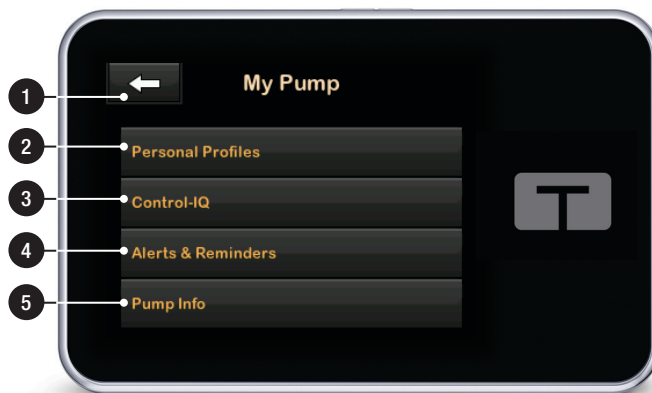 My Pump
1
2
Personal Profiles
3
Control-IQ
4
Alerts & Reminders
5
Pump Info
T